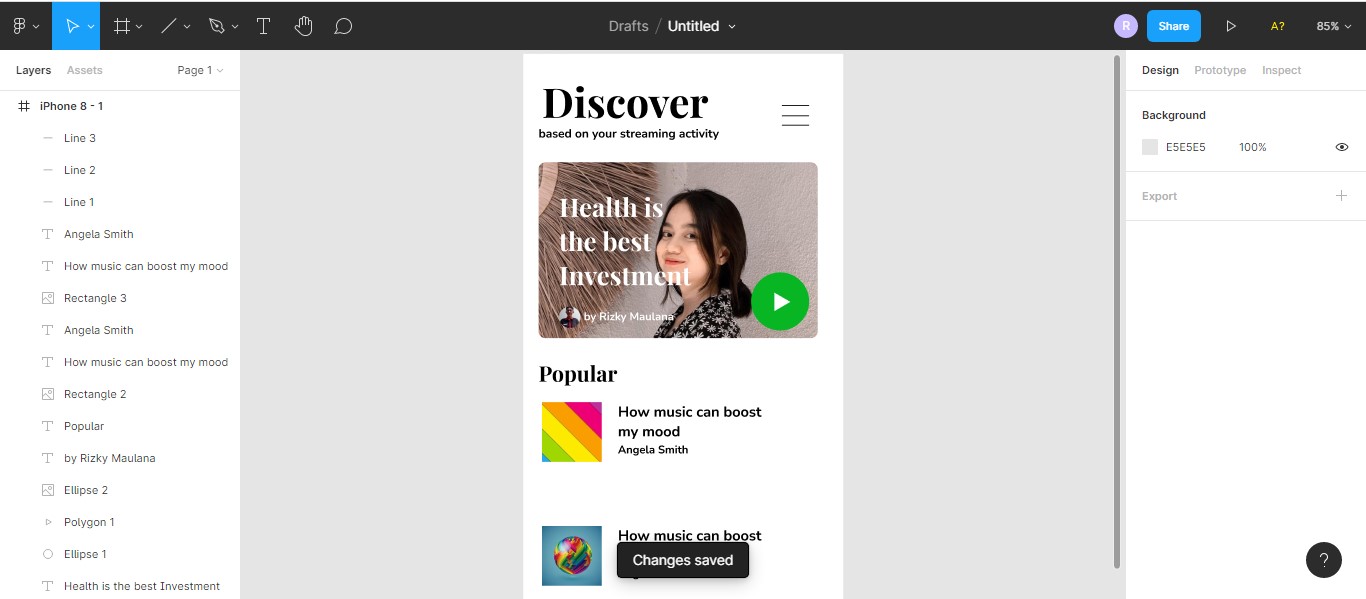 Drafts / Untitled
R
Share
A?
85%
Layers
Assets
Page 1
iPhone 8 - 1
Line 3
Line 2
Line 1
Angela Smith
How music can boost my mood
Rectangle 3
Angela Smith
How music can boost my mood
Rectangle 2
Popular
by Rizky Maulana
Ellipse 2
Polygon 1
Ellipse 1
Health is the best Investment
Discover
based on your streaming activity
Health is
the best
Investment
by Rizky Maulana
Popular
How music can boost
my mood
Angela Smith
How music can boost
Changes saved
Design
Prototype
Inspect
Background
E5E5E5
100%
Export
?